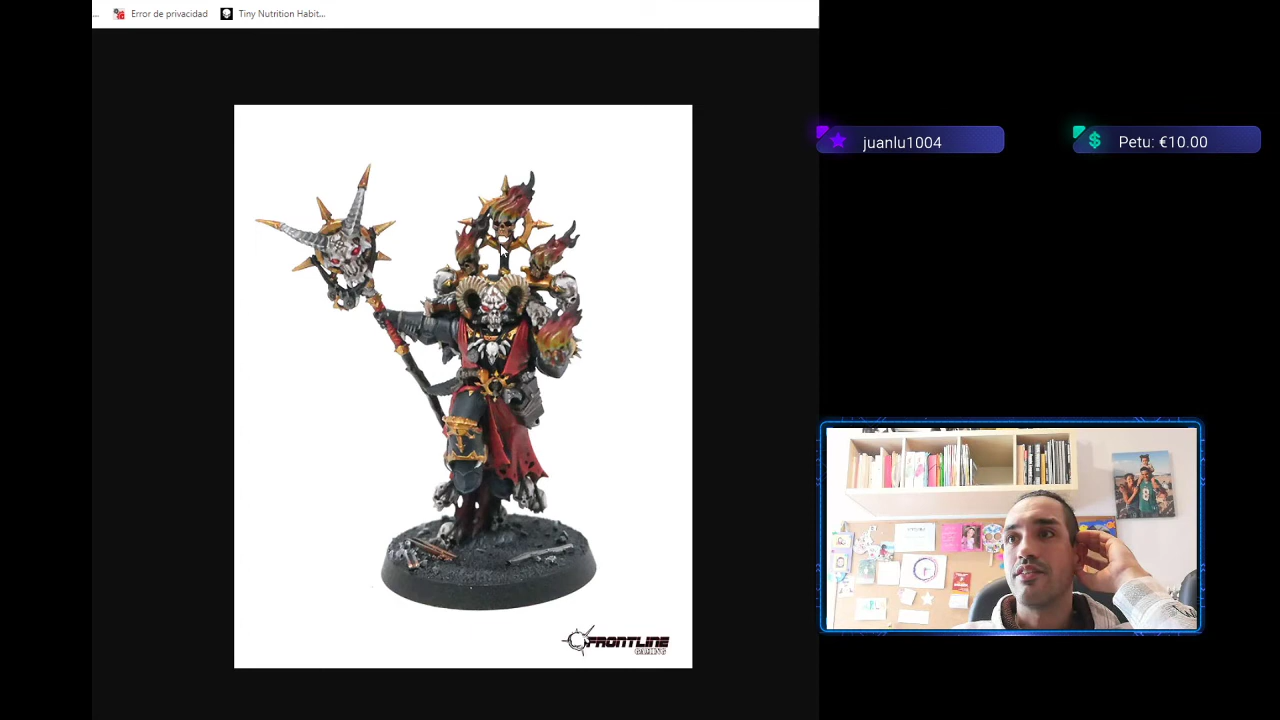 Error de privacidad
Tiny Nutrition Habit...
juanlu1004
Petu: €10.00
FRONTLINE
GAMING